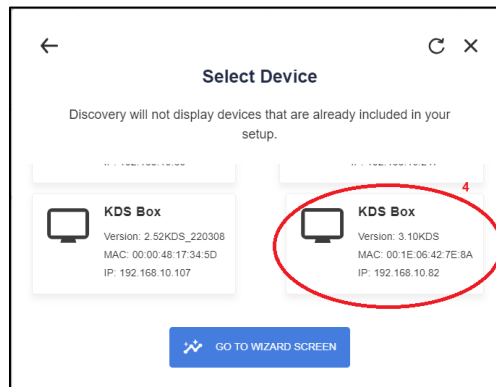 Select Device
Discovery will not display devices that are already included in your
setup.
4
KDS Box
Version: 2.52KDS_220308
MAC: 00:00:48:17:34:5D
IP: 192.168.10.107
KDS Box
Version: 3.10KDS
MAC: 00:1E:06:42:7E:8A
IP: 192.168.10.82
GO TO WIZARD SCREEN